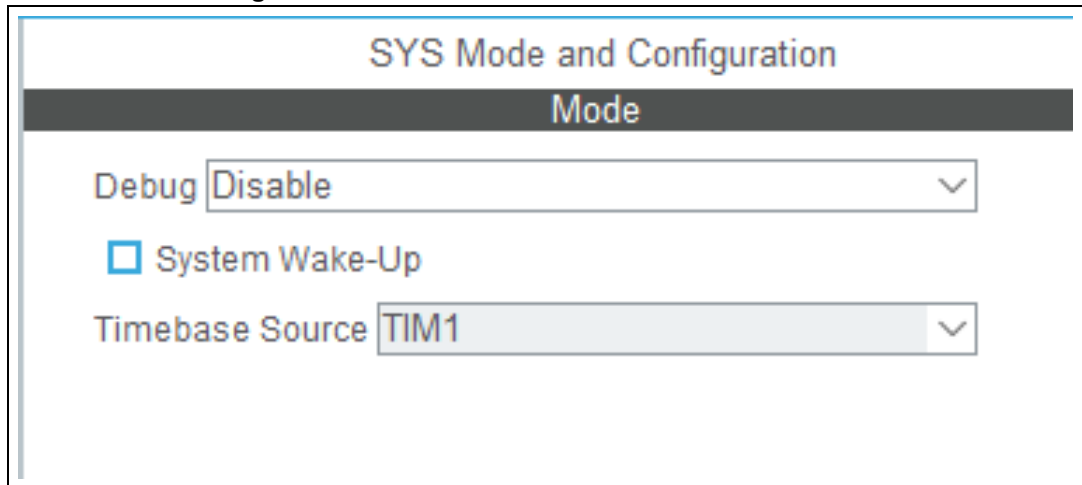 SYS Mode and Configuration
Mode
Debug Disable
System Wake-Up
Timebase Source TIM1